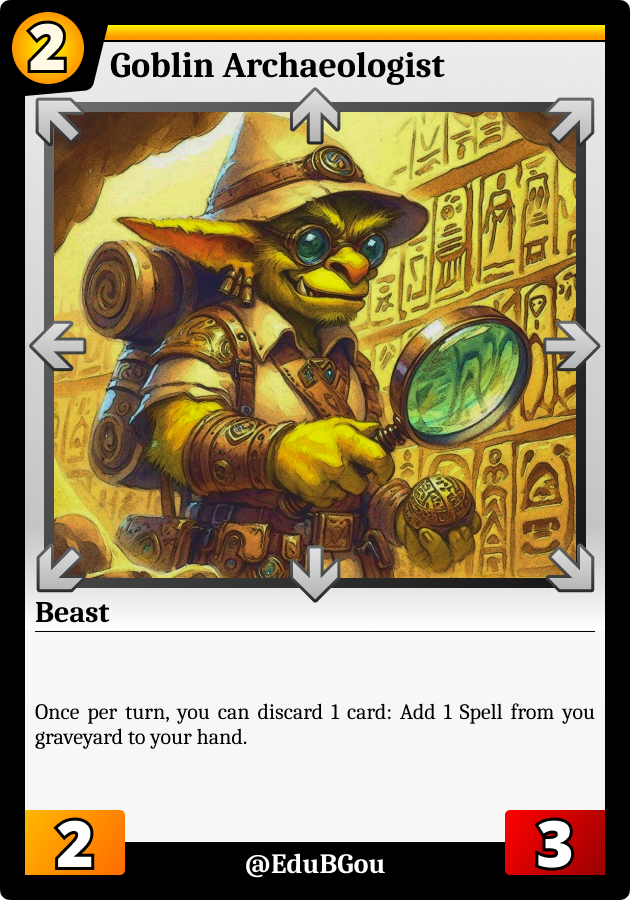 2
Goblin Archaeologist
Beast
Once per turn, you can discard 1 card: Add 1 Spell from you
graveyard to your hand.
2
@EduBGou
3